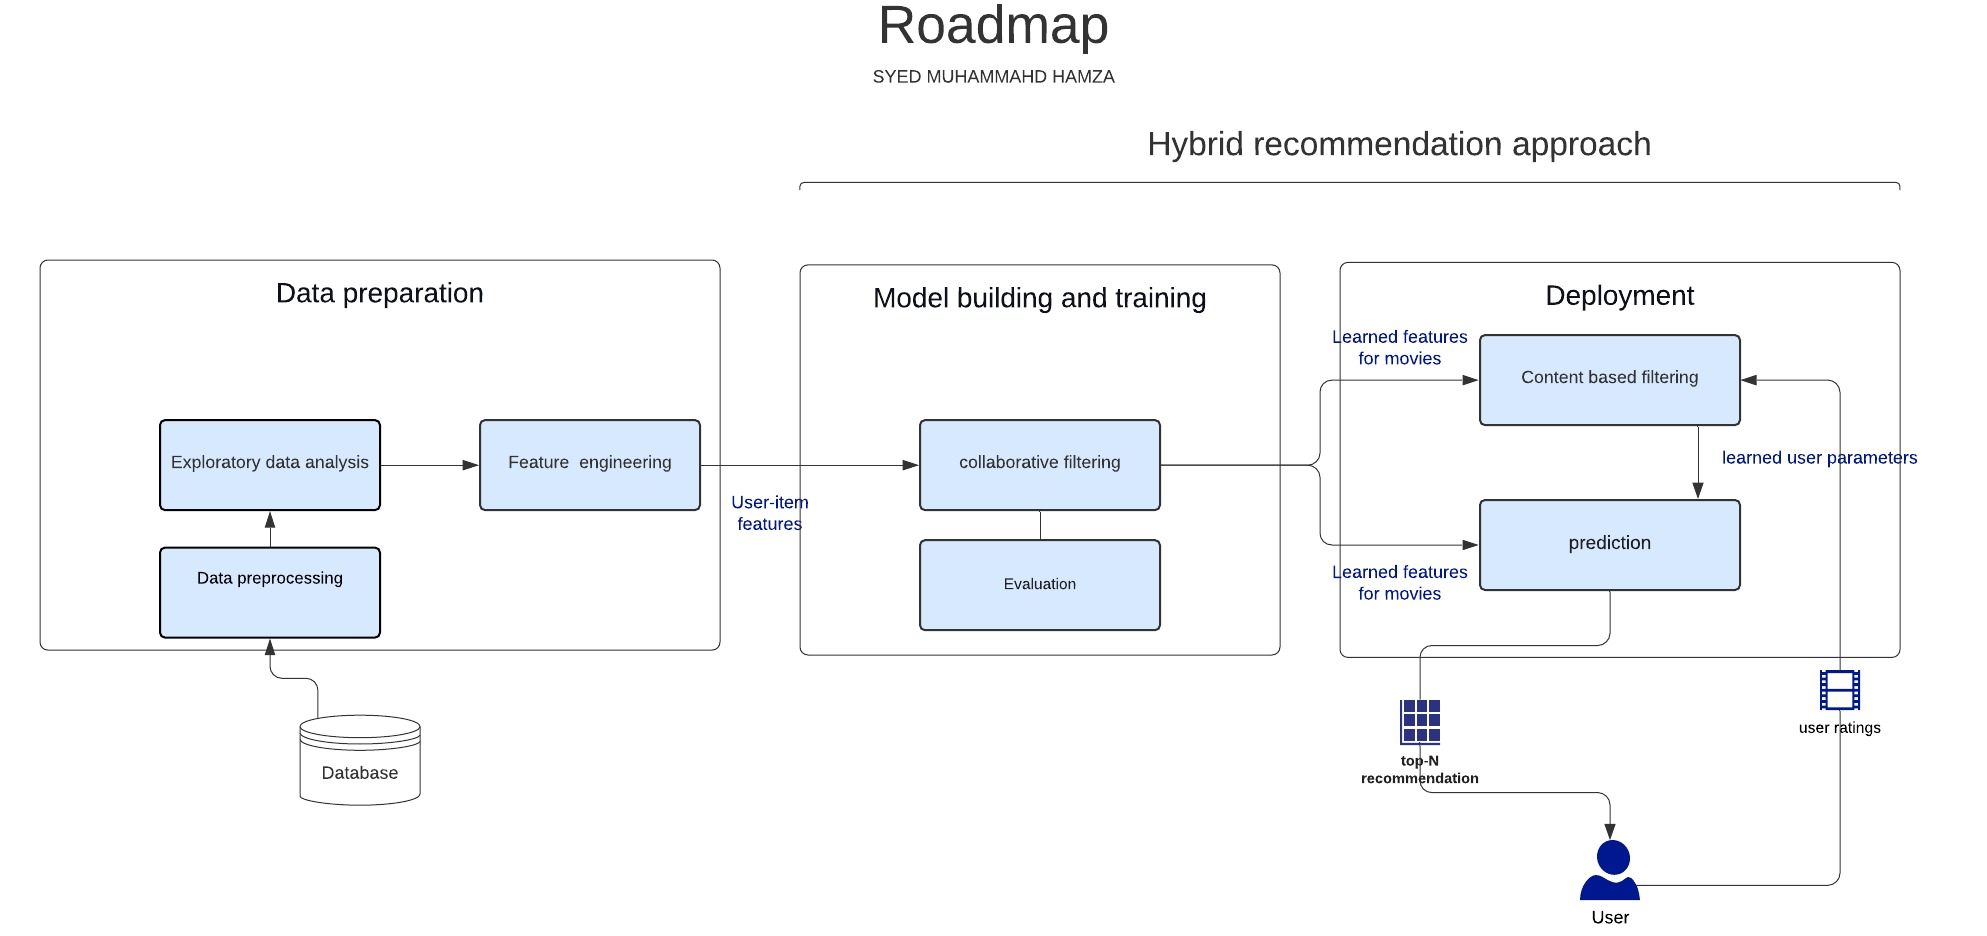 Roadmap
SYED MUHAMMAHD HAMZA
Hybrid recommendation approach
Data preparation
Exploratory data analysis
Feature  engineering
Data preprocessing
Database
User-item
features
Model building and training
collaborative filtering
Evaluation
Deployment
Learned features
for movies
Content based filtering
learned user parameters
prediction
Learned features
for movies
user ratings
top-N
recommendation
User